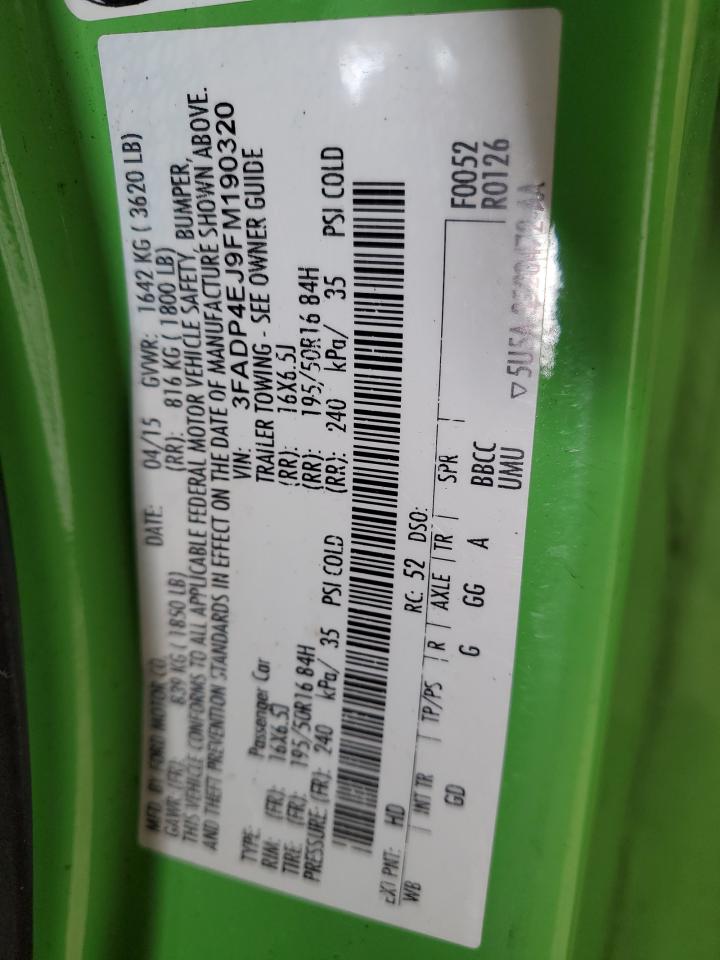 MFD. BY FORD MOTOR CO. DATE: 04/15 GVWR: 1642 KG ( 3620 LB)
GAWR (FR): 839 KG ( 1850 LB) (RR): 816 KG ( 1800 LB)
THIS VEHICLE CONFORMS TO ALL APPLICABLE FEDERAL MOTOR VEHICLE SAFETY, BUMPER,
AND THEFT PREVENTION STANDARDS IN EFFECT ON THE DATE OF MANUFACTURE SHOWN ABOVE.
VIN: 3FADP4EJ9FM190320
TYPE: Passenger Car TRAILER TOWING - SEE OWNER GUIDE
RIM: (FR): 16X6.5J (RR): 16X6.5J
TIRE: (FR): 195/50R16 84H (RR): 195/50R16 84H
PRESSURE: (FR): 240 kPa/ 35 PSI COLD (RR): 240 kPa/ 35 PSI COLD
EXT PNT: HD RC: 52 DSO: F0052
WB INT TR TP/PS R AXLE TR SPR R0126
GD G GG A BBCC
UMU
▽5U5A